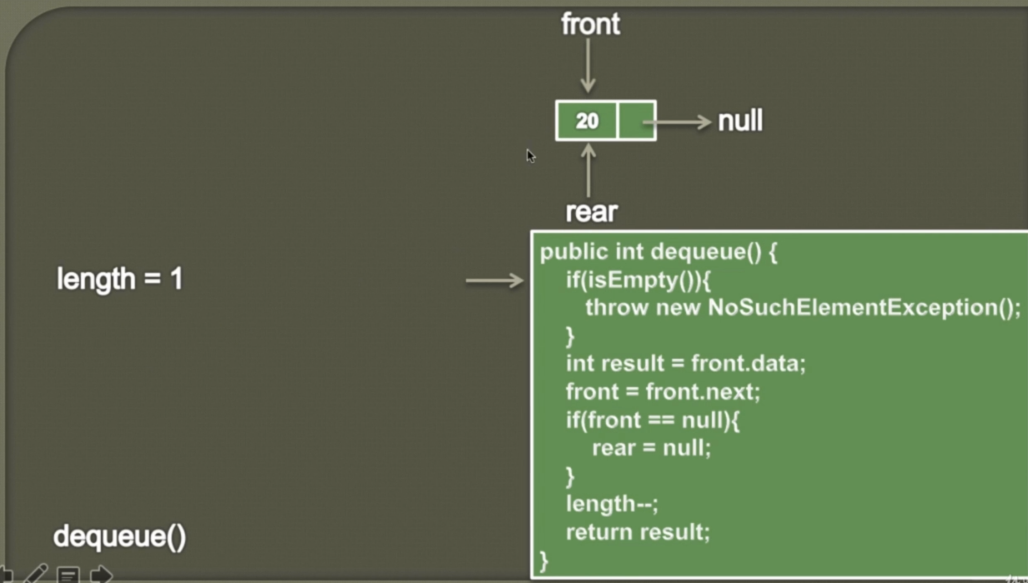 front
20
null
rear
length = 1
public int dequeue() {
if(isEmpty()){
throw new NoSuchElementException();
}
int result = front.data;
front = front.next;
if(front == null){
rear = null;
}
length--;
return result;
}
dequeue()